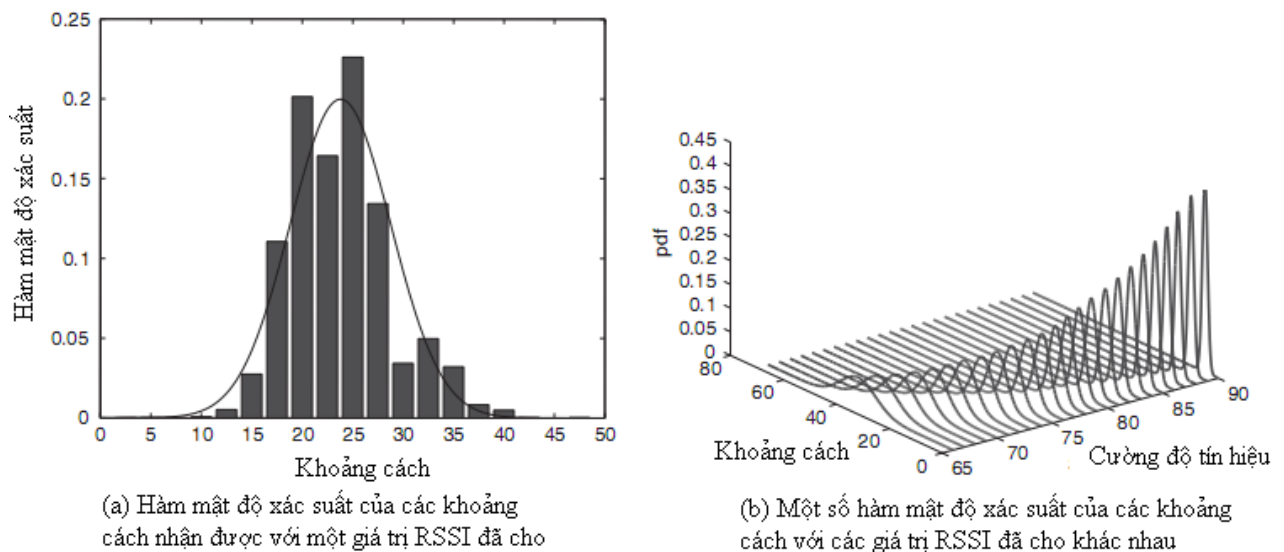 0.25
0.2
0.15
0.1
0.05
0
Hàm mật độ xác suất
0 5 10 15 20 25 30 35 40 45 50
Khoảng cách
(a) Hàm mật độ xác suất của các khoảng
cách nhận được với một giá trị RSSI đã cho
0.45
0.4
0.35
0.3
0.25
0.2
0.15
0.1
0.05
0
pdf
80
60
40
20
0
Khoảng cách
65
70
75
80
85
90
Cường độ tín hiệu
(b) Một số hàm mật độ xác suất của các khoảng
cách với các giá trị RSSI đã cho khác nhau